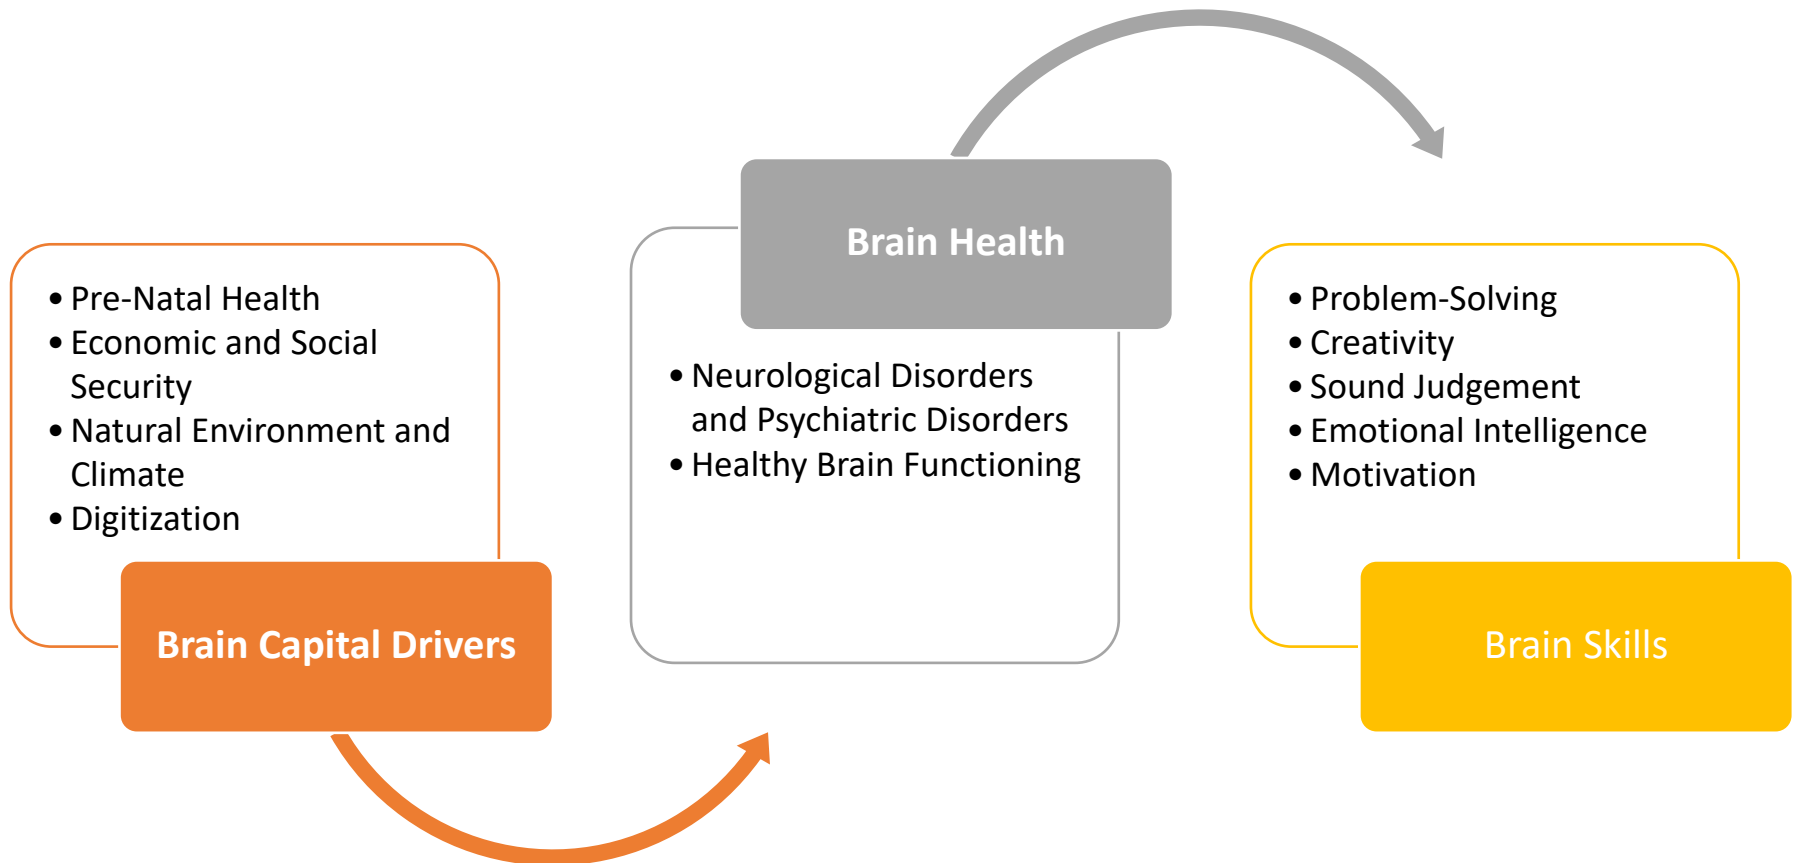 • Pre-Natal Health
• Economic and Social
Security
• Natural Environment and
Climate
• Digitization
Brain Capital Drivers
Brain Health
• Neurological Disorders
and Psychiatric Disorders
• Healthy Brain Functioning
• Problem-Solving
• Creativity
• Sound Judgement
• Emotional Intelligence
• Motivation
Brain Skills